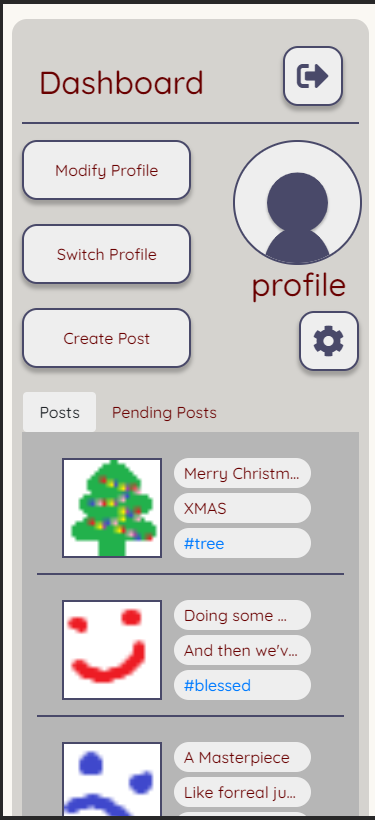 Dashboard
Modify Profile
Switch Profile
profile
Create Post
Posts
Pending Posts
Merry Christm...
XMAS
#tree
Doing some ...
And then we'v...
#blessed
A Masterpiece
Like forreal ju...